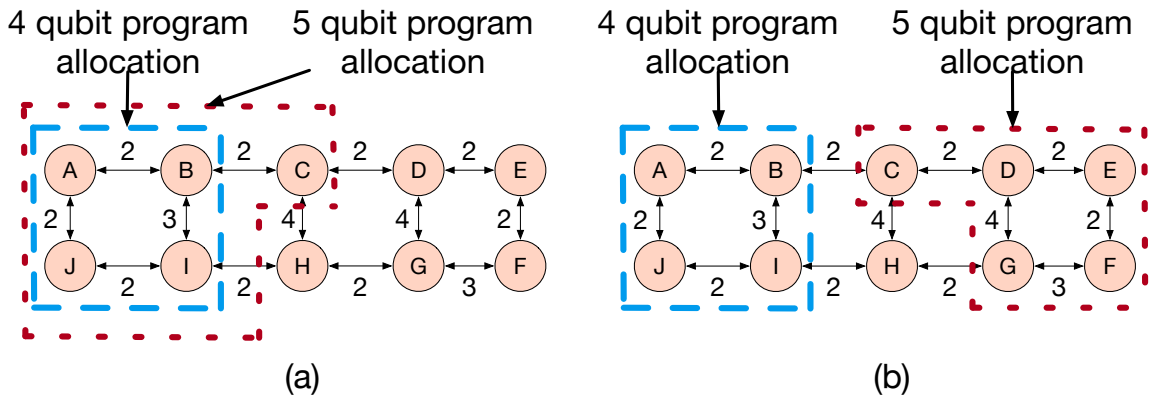 4 qubit program
allocation
5 qubit program
allocation
A 2 B 2 C 2 D 2 E
2 3 4 4 2
J 2 I 2 H 2 G 3 F
(a)
4 qubit program
allocation
5 qubit program
allocation
A 2 B 2 C 2 D 2 E
2 3 4 4 2
J 2 I 2 H 2 G 3 F
(b)